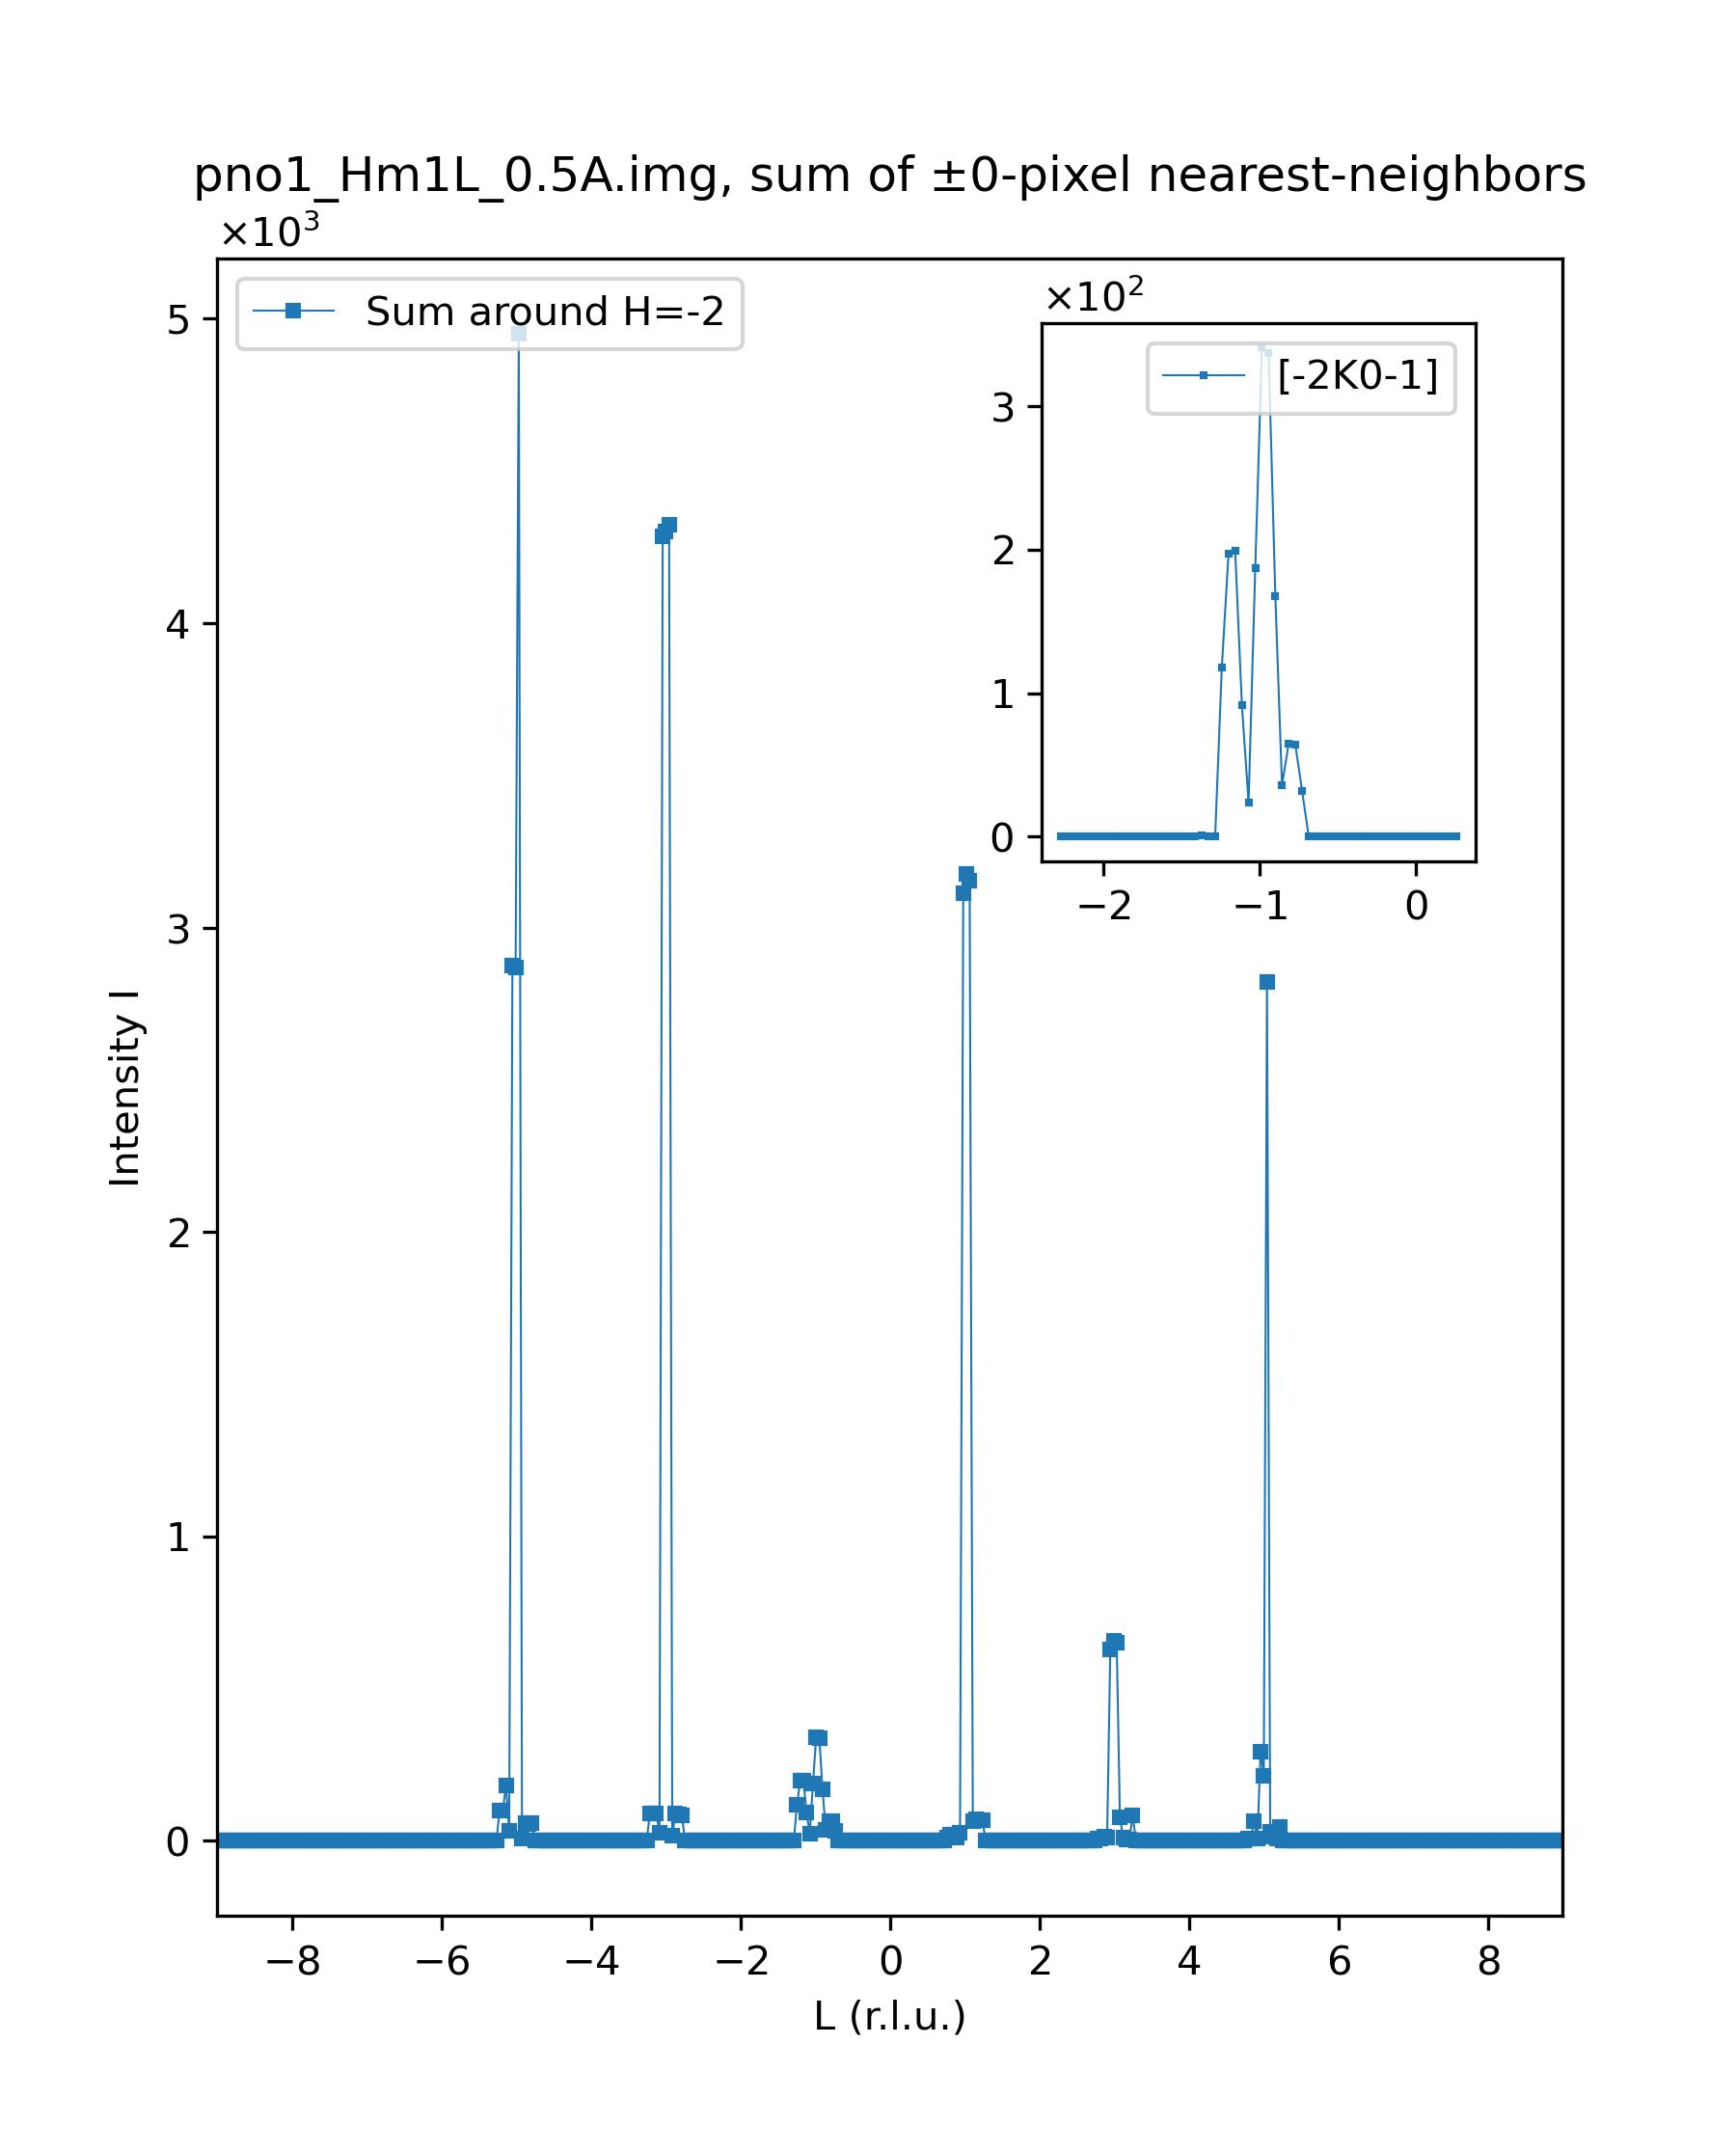 pno1_Hm1L_0.5A.img, sum of ±0-pixel nearest-neighbors
×10³
Sum around H=-2
5
4
3
2
1
0
Intensity I
×10²
[-2K0-1]
3
2
1
0
−2 −1 0
−8 −6 −4 −2 0 2 4 6 8
L (r.l.u.)